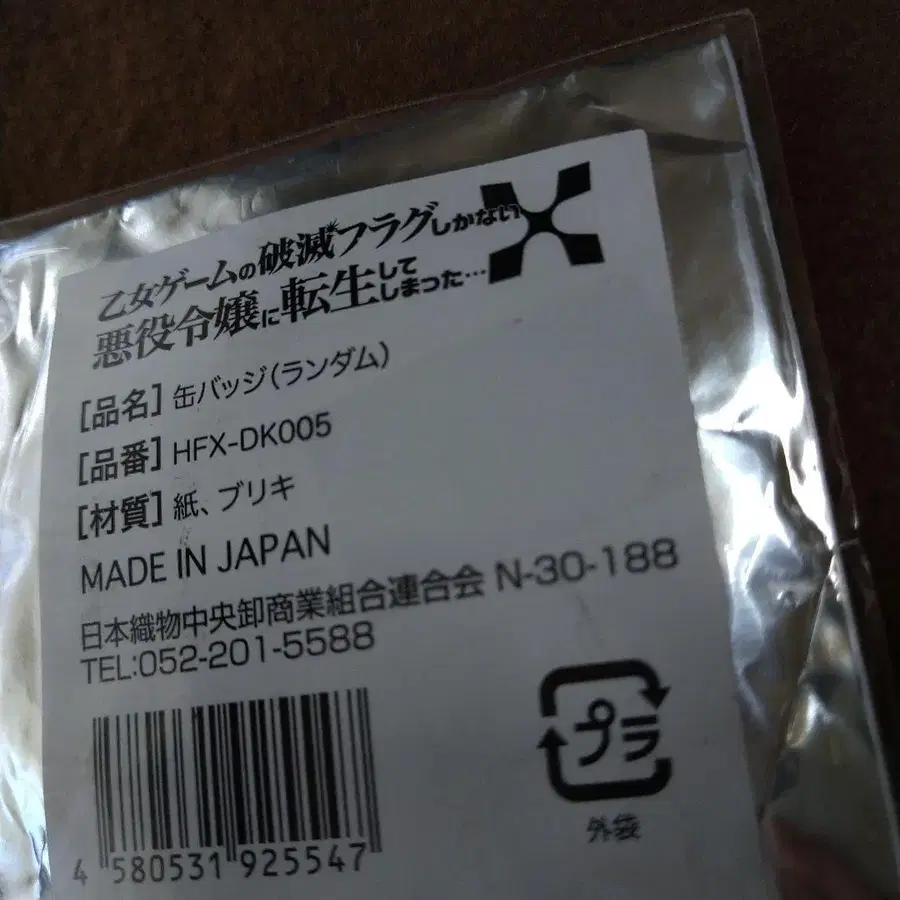 乙女ゲームの破滅フラグしかない
悪役令嬢に転生してしまった… X
[品名] 缶バッジ(ランダム)
[品番] HFX-DK005
[材質] 紙、ブリキ
MADE IN JAPAN
日本織物中央卸商業組合連合会 N-30-188
TEL:052-201-5588
プラ
外袋
4 580531 925547